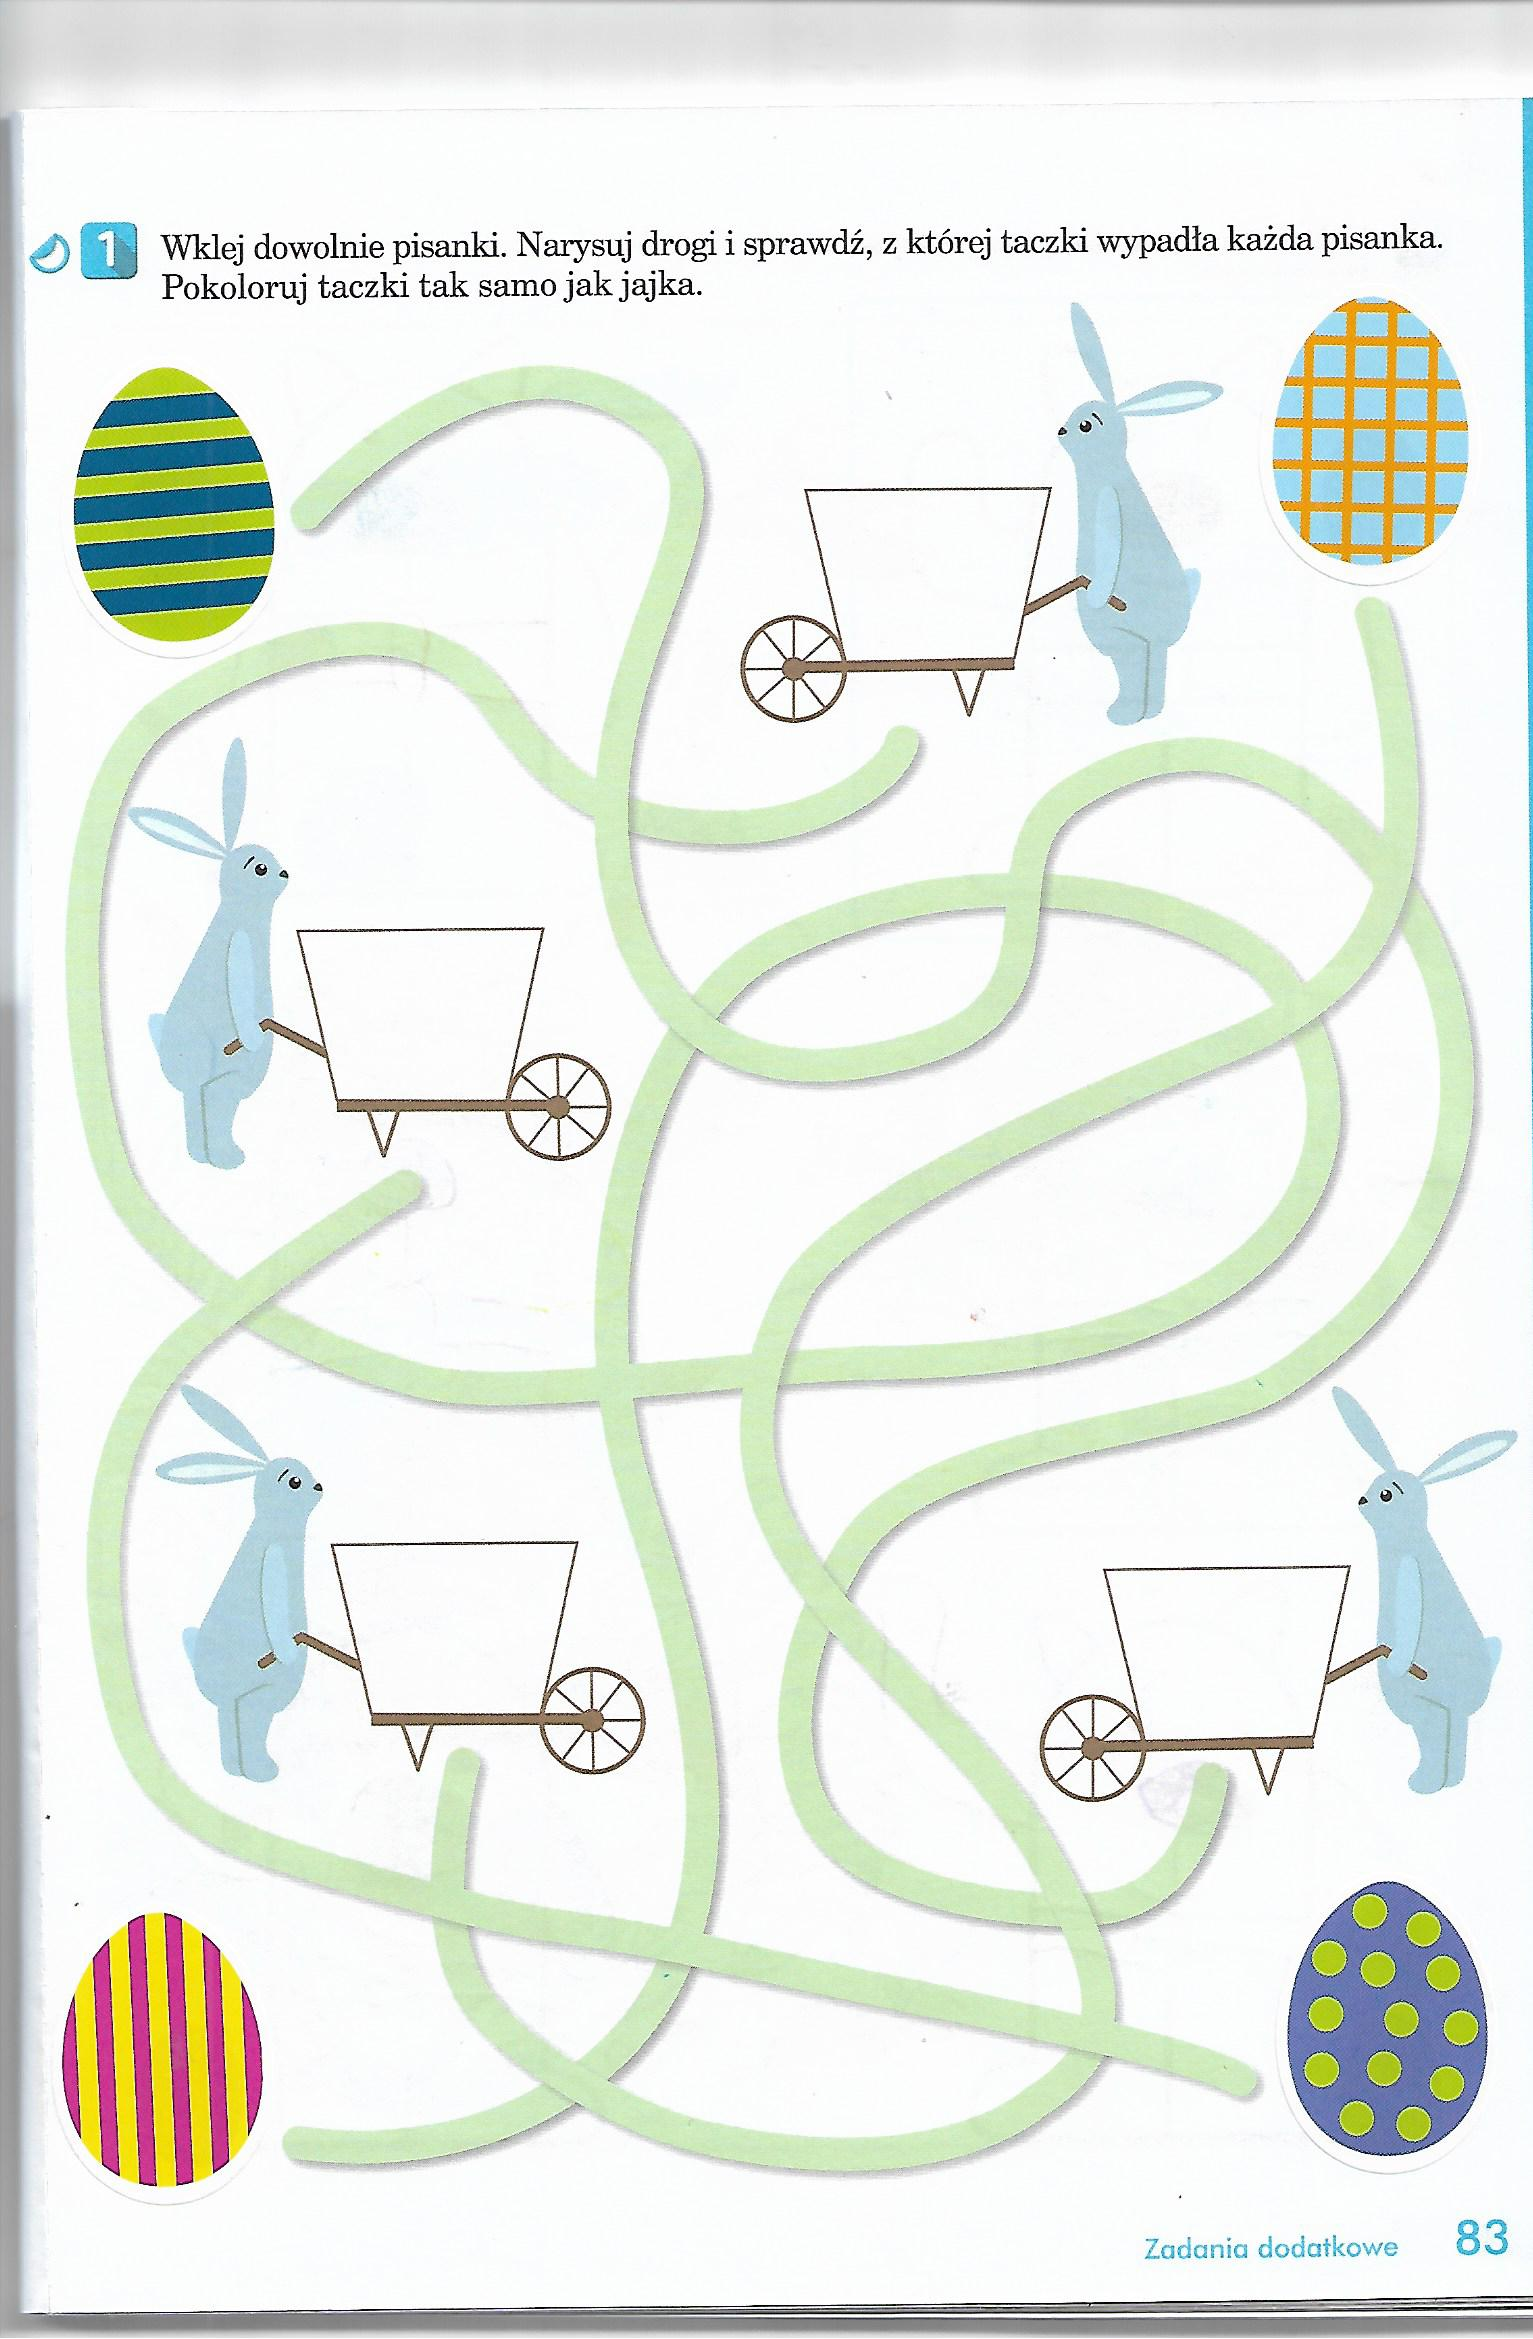 1 Wklej dowolnie pisanki. Narysuj drogi i sprawdź, z której taczki wypadła każda pisanka.
Pokoloruj taczki tak samo jak jajka.
Zadania dodatkowe 83